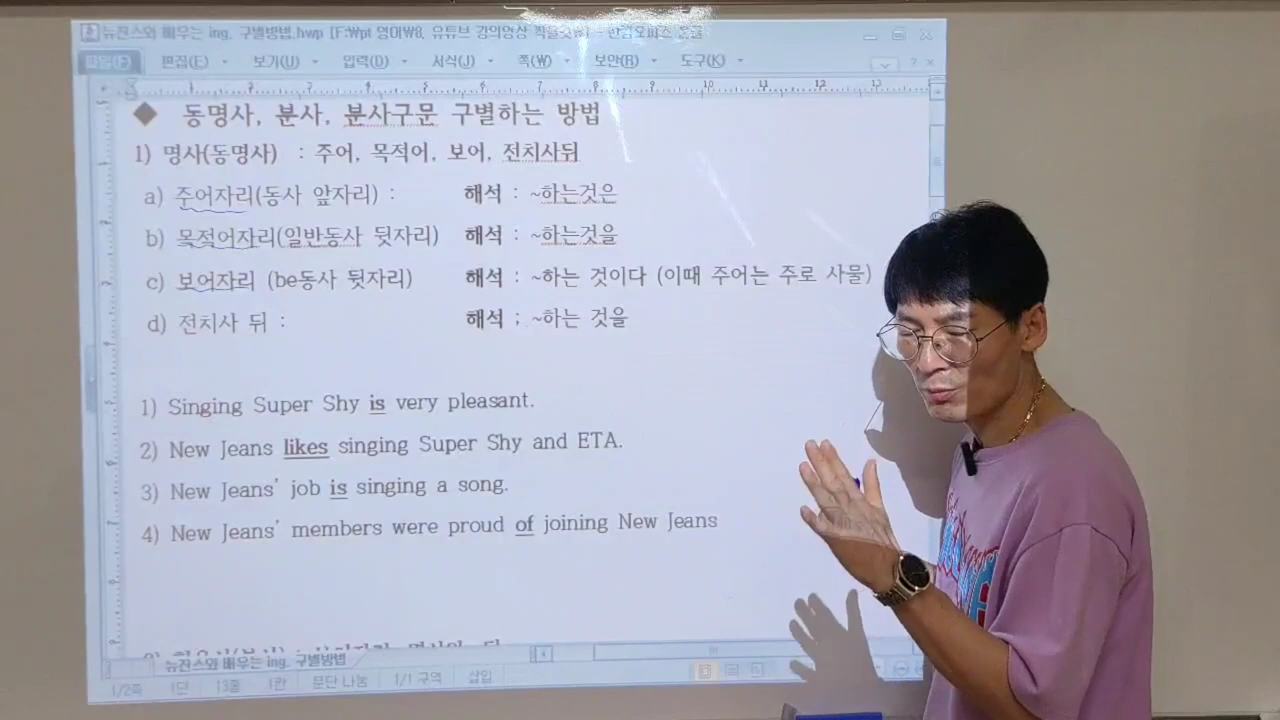 뉴진스와 배우는 ing. 구별방법.hwp
파일(F) 편집(E) 보기(U) 입력(D) 서식(J) 쪽(W) 보안(R) 도구(K)
◆ 동명사, 분사, 분사구문 구별하는 방법
1) 명사(동명사) : 주어, 목적어, 보어, 전치사뒤
a) 주어자리(동사 앞자리) : 해석 : ~하는것은
b) 목적어자리(일반동사 뒷자리) 해석 : ~하는것을
c) 보어자리 (be동사 뒷자리) 해석 : ~하는 것이다 (이때 주어는 주로 사물)
d) 전치사 뒤 : 해석 ; ~하는 것을
1) Singing Super Shy is very pleasant.
2) New Jeans likes singing Super Shy and ETA.
3) New Jeans' job is singing a song.
4) New Jeans' members were proud of joining New Jeans
뉴진스와 배우는 ing. 구별방법
1/2쪽 1단 13줄 1칸 문단 나눔 1/1 구역 삽입